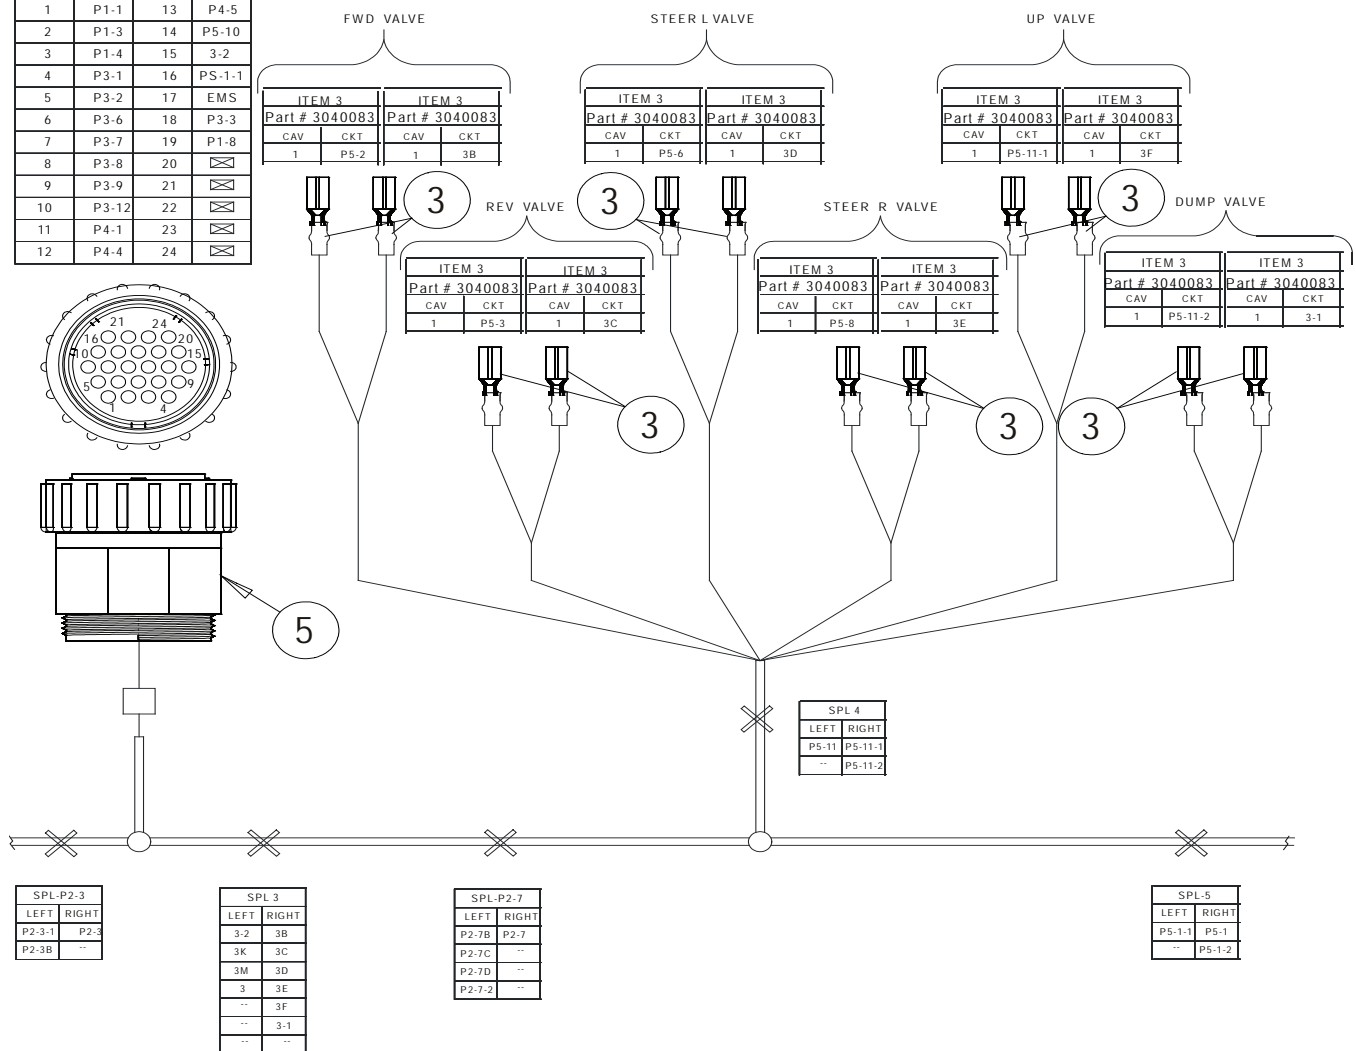 1 P1-1 13 P4-5
2 P1-3 14 P5-10
3 P1-4 15 3-2
4 P3-1 16 PS-1-1
5 P3-2 17 EMS
6 P3-6 18 P3-3
7 P3-7 19 P1-8
8 P3-8 20
9 P3-9 21
10 P3-12 22
11 P4-1 23
12 P4-4 24
FWD VALVE
ITEM 3 ITEM 3
Part # 3040083 Part # 3040083
CAV CKT CAV CKT
1 P5-2 1 3B
3
STEER L VALVE
ITEM 3 ITEM 3
Part # 3040083 Part # 3040083
CAV CKT CAV CKT
1 P5-6 1 3D
3
UP VALVE
ITEM 3 ITEM 3
Part # 3040083 Part # 3040083
CAV CKT CAV CKT
1 P5-11-1 1 3F
3
REV VALVE
ITEM 3 ITEM 3
Part # 3040083 Part # 3040083
CAV CKT CAV CKT
1 P5-3 1 3C
3
STEER R VALVE
ITEM 3 ITEM 3
Part # 3040083 Part # 3040083
CAV CKT CAV CKT
1 P5-8 1 3E
3
DUMP VALVE
ITEM 3 ITEM 3
Part # 3040083 Part # 3040083
CAV CKT CAV CKT
1 P5-11-2 1 3-1
3
21 24
16 20
10 15
5 9
1 4
5
SPL 4
LEFT RIGHT
P5-11 P5-11-1
-- P5-11-2
SPL-P2-3
LEFT RIGHT
P2-3-1 P2-3
P2-3B --
SPL 3
LEFT RIGHT
3-2 3B
3K 3C
3M 3D
3 3E
-- 3F
-- 3-1
-- --
SPL-P2-7
LEFT RIGHT
P2-7B P2-7
P2-7C --
P2-7D --
P2-7-2 --
SPL-5
LEFT RIGHT
P5-1-1 P5-1
-- P5-1-2